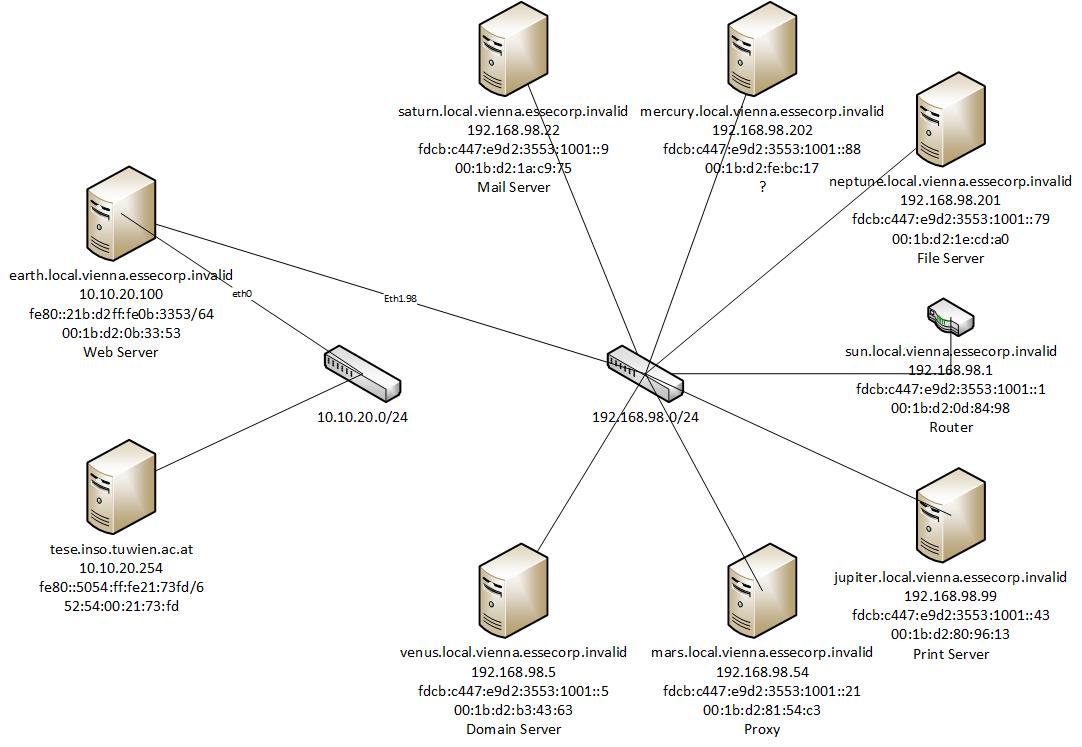 saturn.local.vienna.essecorp.invalid
192.168.98.22
fdcb:c447:e9d2:3553:1001::9
00:1b:d2:1a:c9:75
Mail Server
mercury.local.vienna.essecorp.invalid
192.168.98.202
fdcb:c447:e9d2:3553:1001::88
00:1b:d2:fe:bc:17
?
neptune.local.vienna.essecorp.invalid
192.168.98.201
fdcb:c447:e9d2:3553:1001::79
00:1b:d2:1e:cd:a0
File Server
earth.local.vienna.essecorp.invalid
10.10.20.100
fe80::21b:d2ff:fe0b:3353/64
00:1b:d2:0b:33:53
Web Server
eth0
Eth1.98
10.10.20.0/24
192.168.98.0/24
sun.local.vienna.essecorp.invalid
192.168.98.1
fdcb:c447:e9d2:3553:1001::1
00:1b:d2:0d:84:98
Router
tese.inso.tuwien.ac.at
10.10.20.254
fe80::5054:ff:fe21:73fd/6
52:54:00:21:73:fd
venus.local.vienna.essecorp.invalid
192.168.98.5
fdcb:c447:e9d2:3553:1001::5
00:1b:d2:b3:43:63
Domain Server
mars.local.vienna.essecorp.invalid
192.168.98.54
fdcb:c447:e9d2:3553:1001::21
00:1b:d2:81:54:c3
Proxy
jupiter.local.vienna.essecorp.invalid
192.168.98.99
fdcb:c447:e9d2:3553:1001::43
00:1b:d2:80:96:13
Print Server